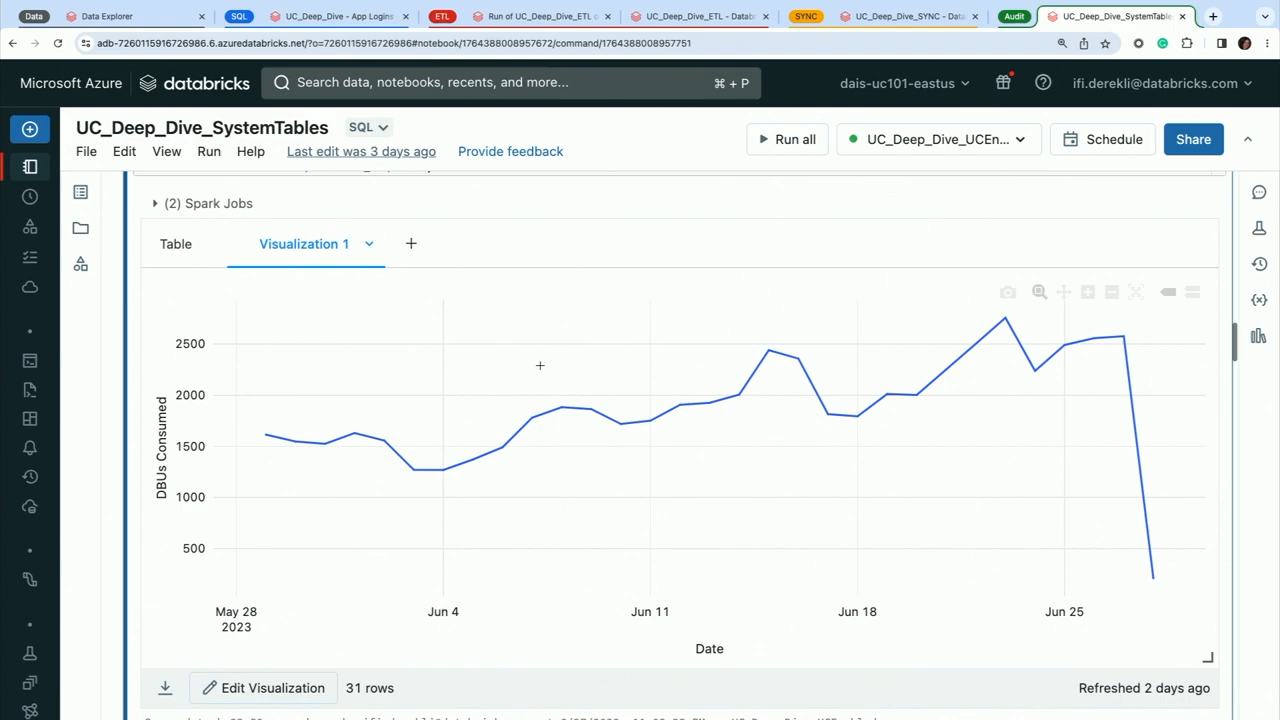 Data Data Explorer SQL UC_Deep_Dive - App Logins ETL Run of UC_Deep_Dive_ETL UC_Deep_Dive_ETL - Datab SYNC UC_Deep_Dive_SYNC - Data Audit UC_Deep_Dive_SystemTable
adb-7260115916726986.6.azuredatabricks.net/?o=7260115916726986#notebook/1764388008957672/command/1764388008957751
Microsoft Azure databricks Search data, notebooks, recents, and more... ⌘ + P dais-uc101-eastus ifi.derekli@databricks.com
UC_Deep_Dive_SystemTables SQL
Run all UC_Deep_Dive_UCEn... Schedule Share
File Edit View Run Help Last edit was 3 days ago Provide feedback
(2) Spark Jobs
Table Visualization 1 +
DBUs Consumed
2500
2000
1500
1000
500
May 28 Jun 4 Jun 11 Jun 18 Jun 25
2023
Date
Edit Visualization 31 rows Refreshed 2 days ago